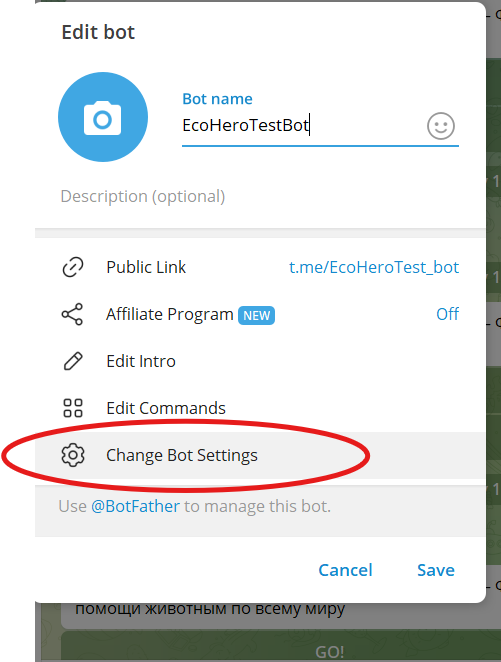 Edit bot
Bot name
EcoHeroTestBot
Description (optional)
Public Link t.me/EcoHeroTest_bot
Affiliate Program NEW Off
Edit Intro
Edit Commands
Change Bot Settings
Use @BotFather to manage this bot.
Cancel Save
помощи животным по всему миру
GO!